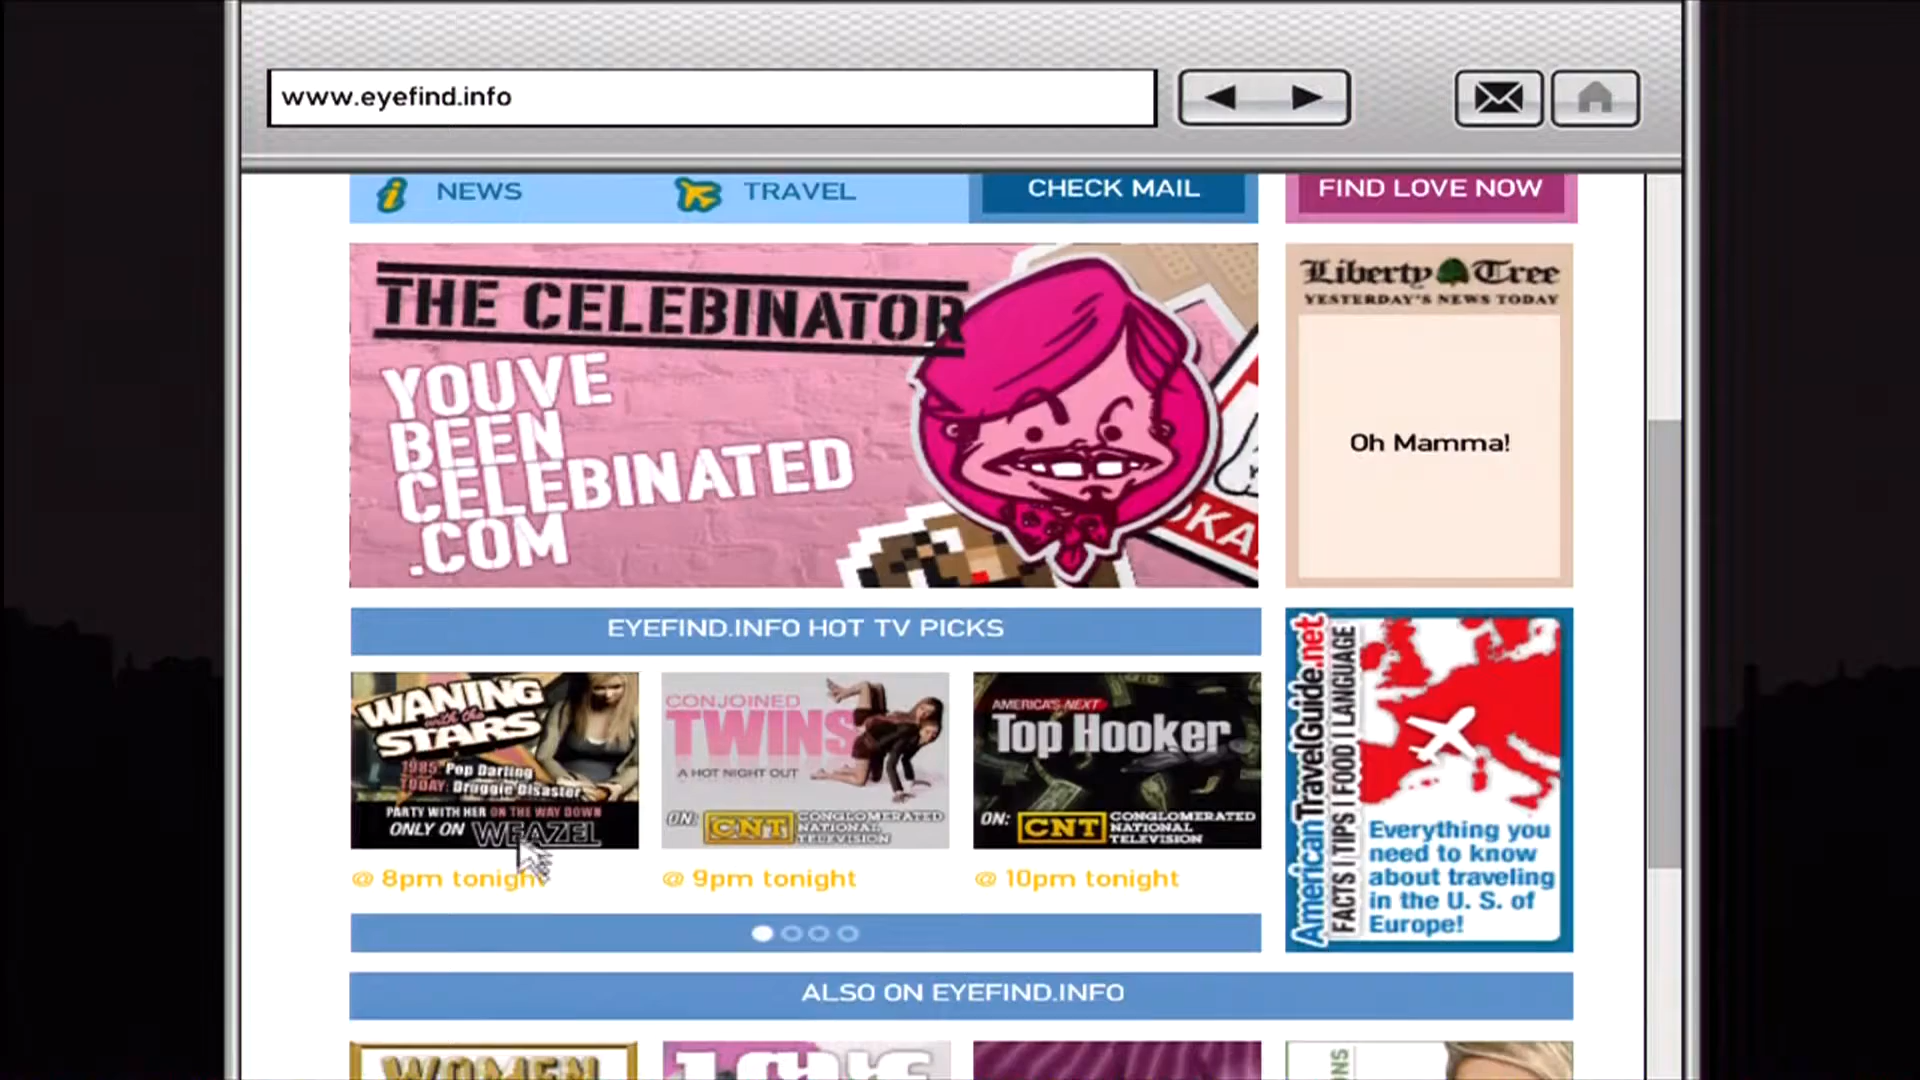 www.eyefind.info
NEWS
TRAVEL
CHECK MAIL
FIND LOVE NOW
THE CELEBINATOR
YOUVE
BEEN
CELEBINATED
.COM
Liberty Tree
YESTERDAY'S NEWS TODAY
Oh Mamma!
EYEFIND.INFO HOT TV PICKS
WANING
with the
STARS
1985: Pop Darling
TODAY: Druggie Disaster
PARTY WITH HER ON THE WAY DOWN
ONLY ON WEAZEL
@ 8pm tonight
CONJOINED
TWINS
A HOT NIGHT OUT
ON: CNT CONGLOMERATED
NATIONAL
TELEVISION
@ 9pm tonight
AMERICA'S NEXT
Top Hooker
ON: CNT CONGLOMERATED
NATIONAL
TELEVISION
@ 10pm tonight
AmericanTravelGuide.net
FACTS | TIPS | FOOD | LANGUAGE
Everything you
need to know
about traveling
in the U. S. of
Europe!
ALSO ON EYEFIND.INFO
WOMEN